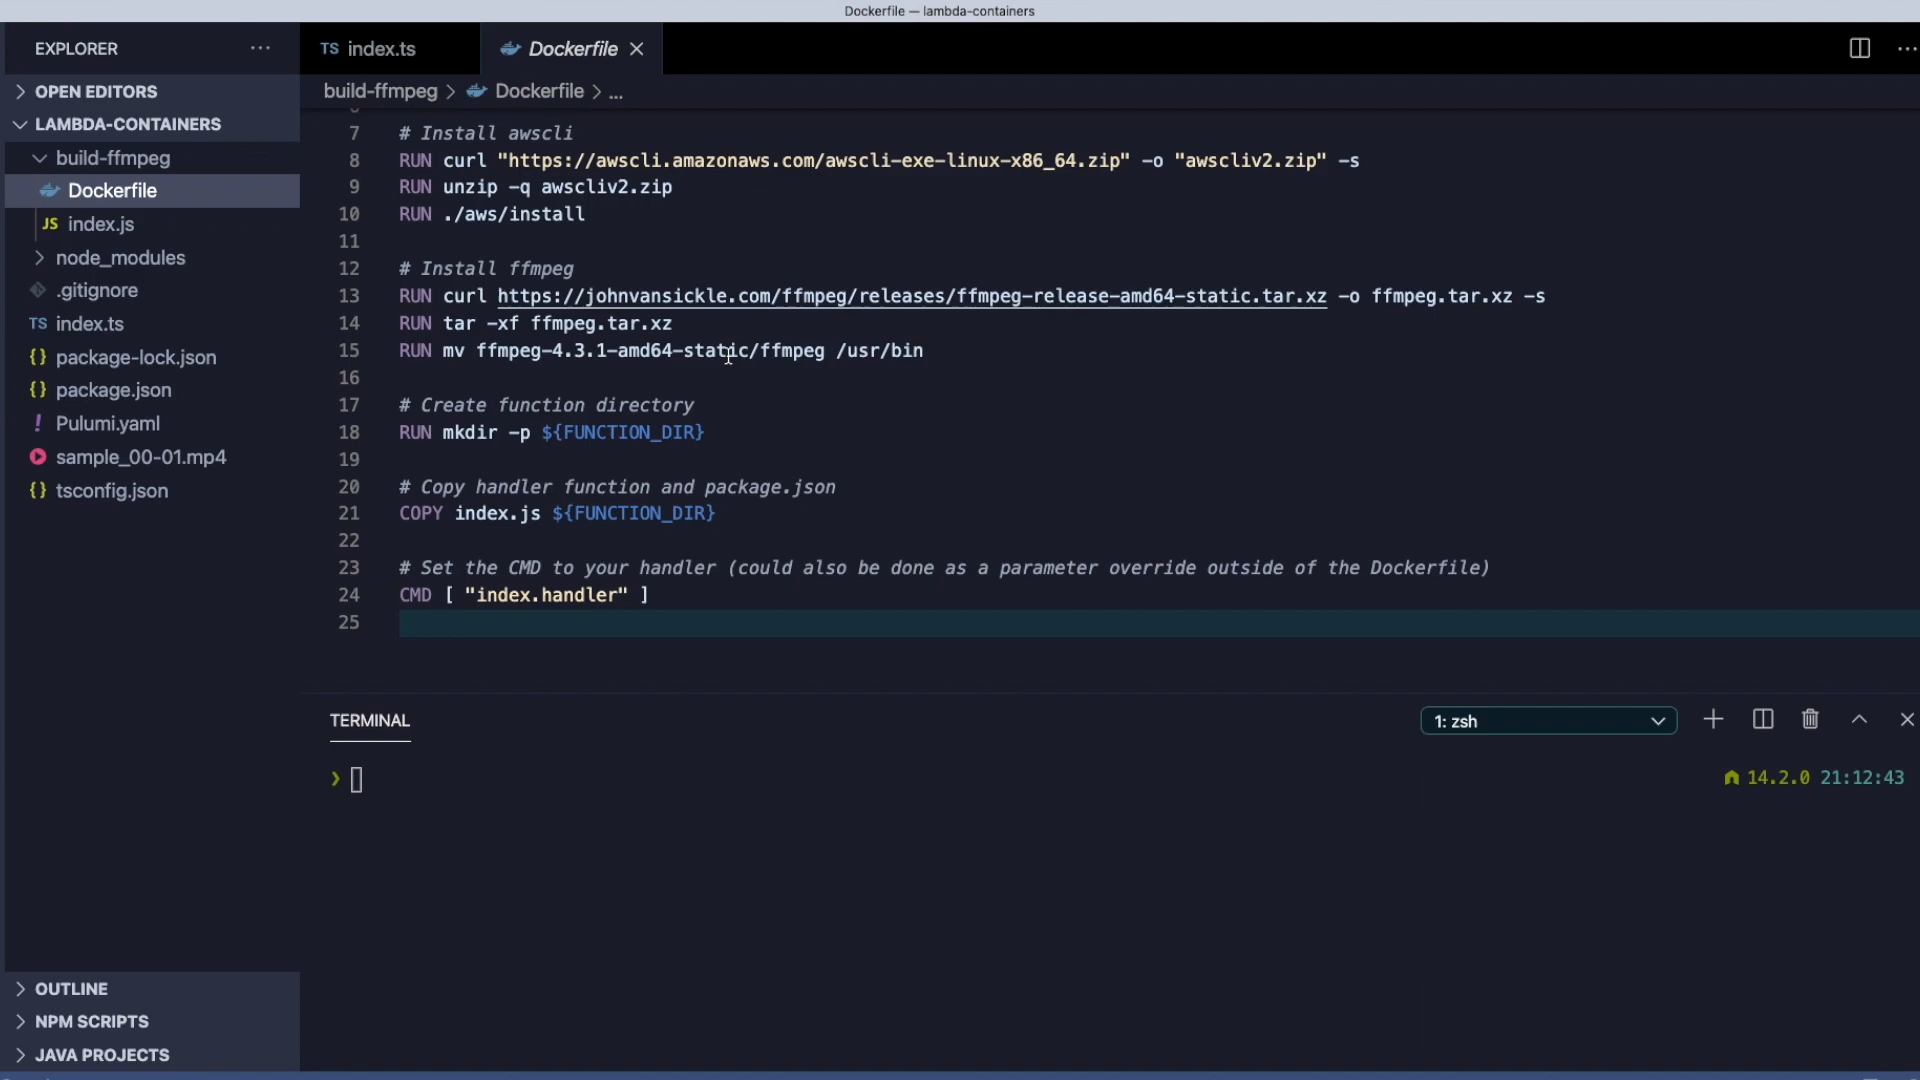 Dockerfile — lambda-containers
EXPLORER
TS index.ts
Dockerfile
OPEN EDITORS
build-ffmpeg > Dockerfile > ...
LAMBDA-CONTAINERS
build-ffmpeg
Dockerfile
JS index.js
node_modules
.gitignore
TS index.ts
{} package-lock.json
{} package.json
! Pulumi.yaml
sample_00-01.mp4
{} tsconfig.json
OUTLINE
NPM SCRIPTS
JAVA PROJECTS
7 # Install awscli
8 RUN curl "https://awscli.amazonaws.com/awscli-exe-linux-x86_64.zip" -o "awscliv2.zip" -s
9 RUN unzip -q awscliv2.zip
10 RUN ./aws/install
11
12 # Install ffmpeg
13 RUN curl https://johnvansickle.com/ffmpeg/releases/ffmpeg-release-amd64-static.tar.xz -o ffmpeg.tar.xz -s
14 RUN tar -xf ffmpeg.tar.xz
15 RUN mv ffmpeg-4.3.1-amd64-static/ffmpeg /usr/bin
16
17 # Create function directory
18 RUN mkdir -p ${FUNCTION_DIR}
19
20 # Copy handler function and package.json
21 COPY index.js ${FUNCTION_DIR}
22
23 # Set the CMD to your handler (could also be done as a parameter override outside of the Dockerfile)
24 CMD [ "index.handler" ]
25
TERMINAL
1: zsh
14.2.0 21:12:43